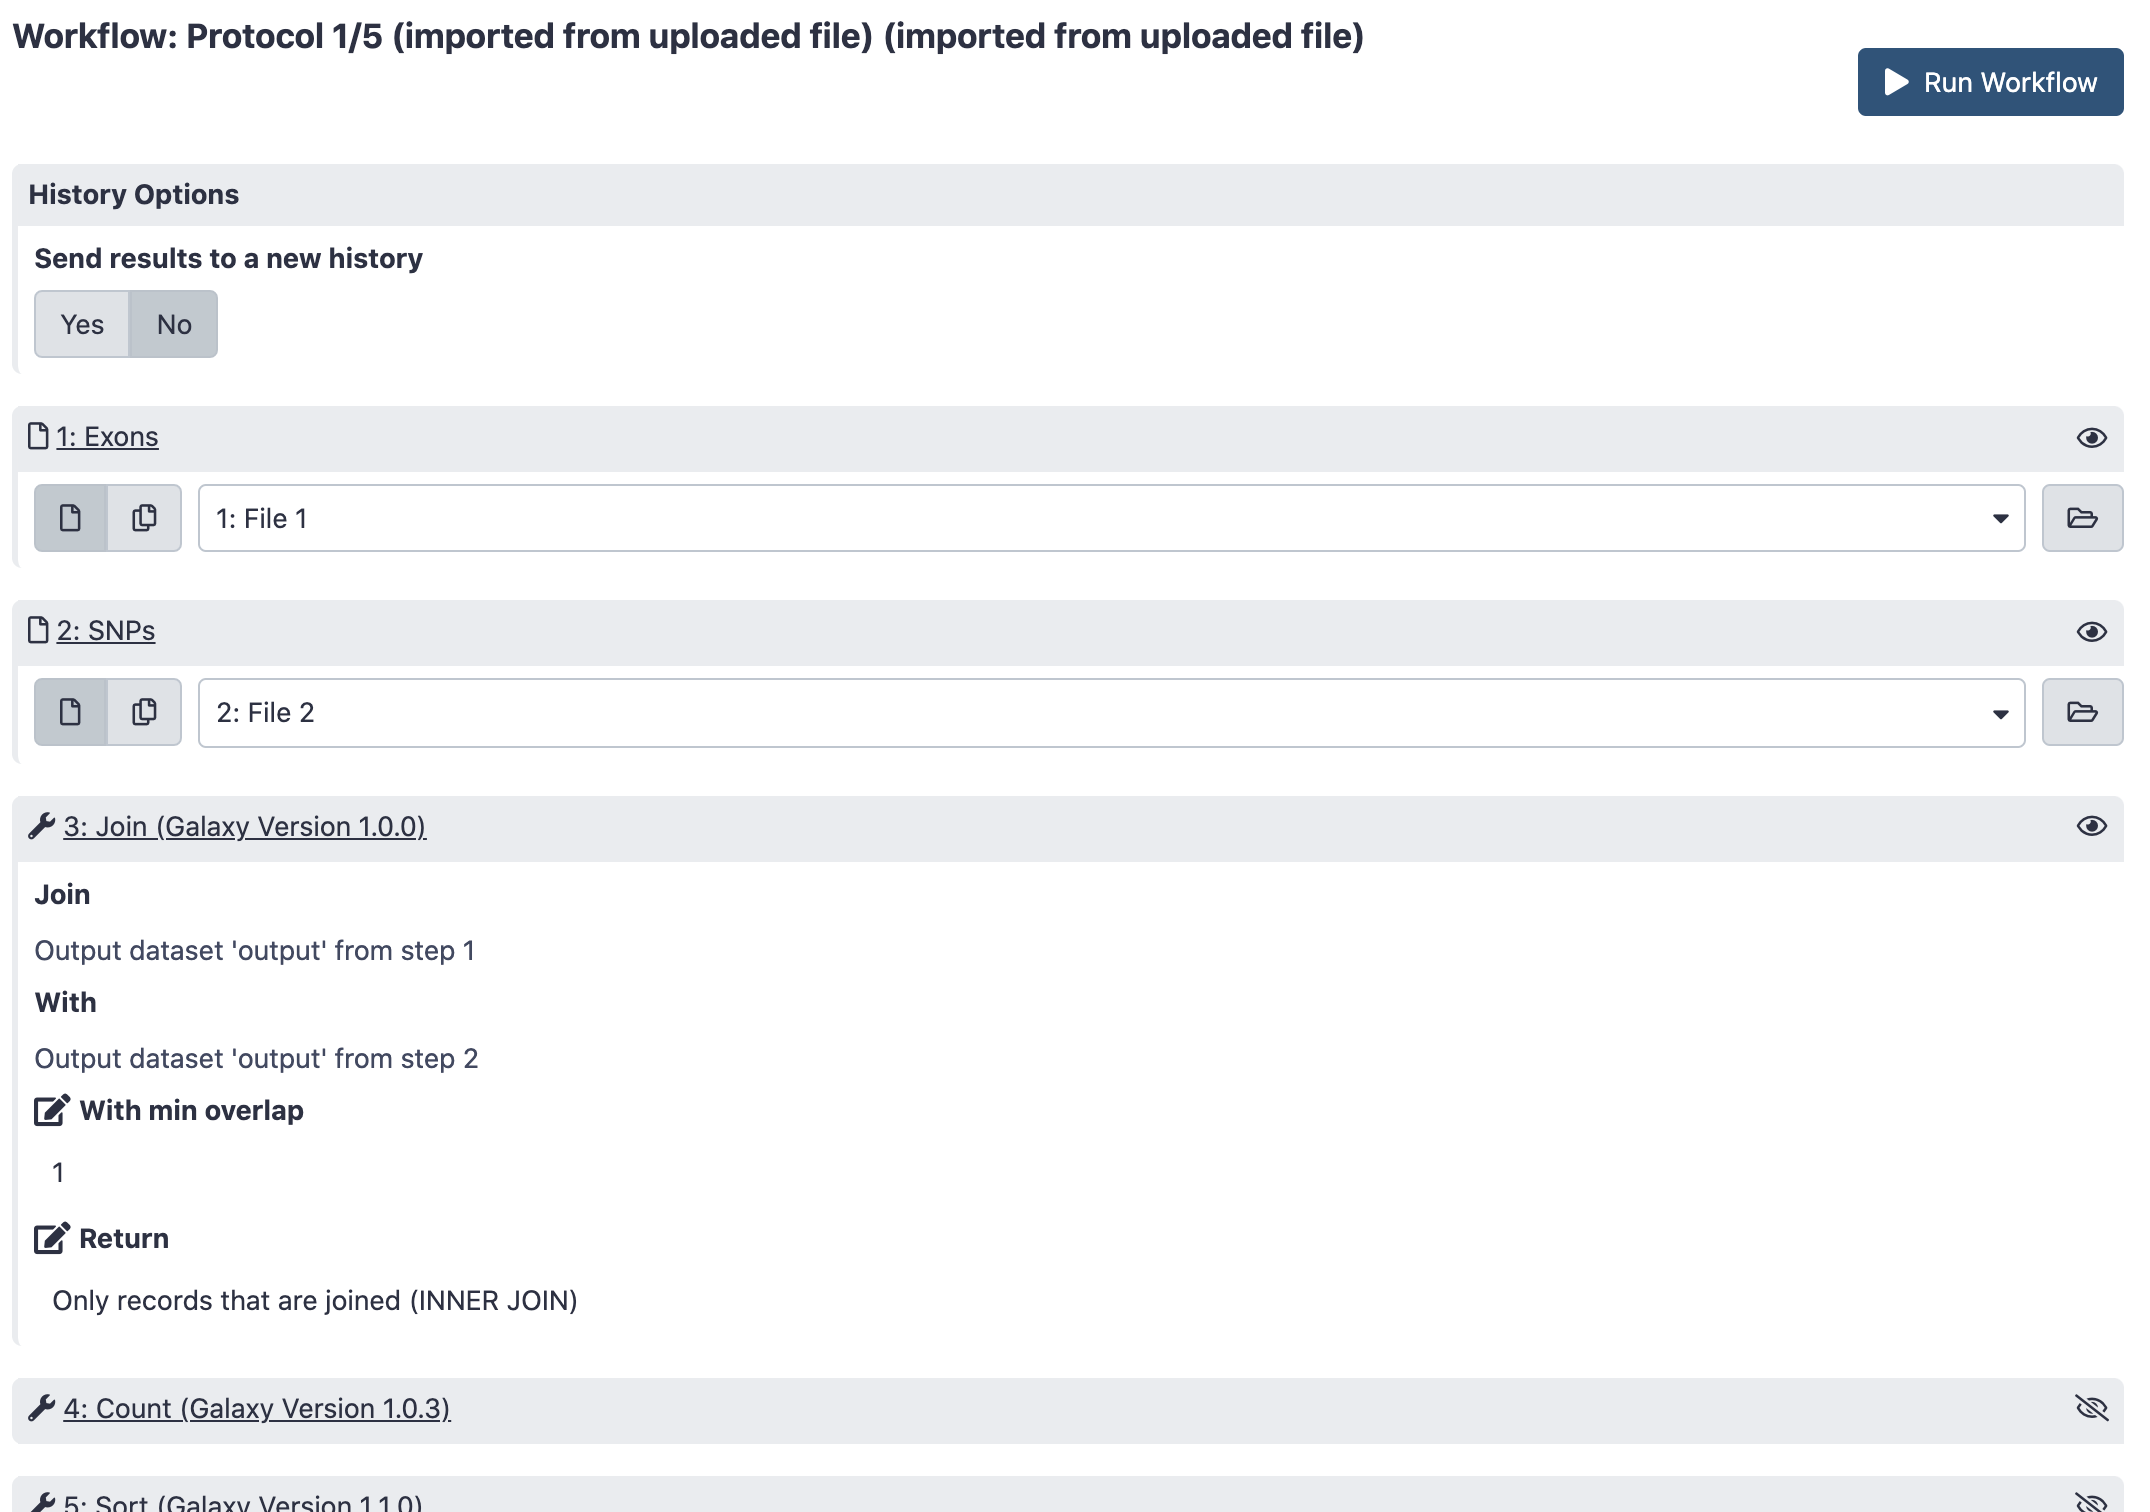 Workflow: Protocol 1/5 (imported from uploaded file) (imported from uploaded file)
Run Workflow
History Options
Send results to a new history
Yes No
1: Exons
1: File 1
2: SNPs
2: File 2
3: Join (Galaxy Version 1.0.0)
Join
Output dataset 'output' from step 1
With
Output dataset 'output' from step 2
With min overlap
1
Return
Only records that are joined (INNER JOIN)
4: Count (Galaxy Version 1.0.3)
5: Sort (Galaxy Version 1.1.0)